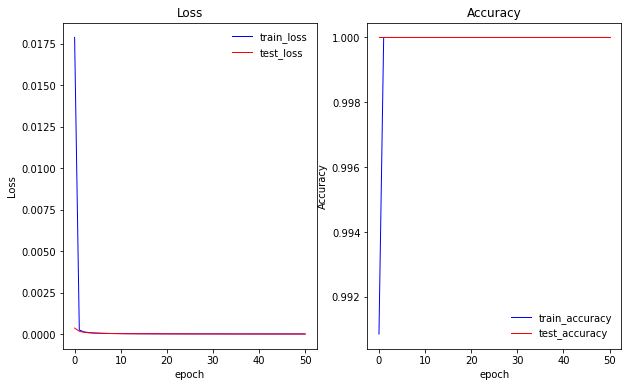 Loss
0.0175
0.0150
0.0125
0.0100
0.0075
0.0050
0.0025
0.0000
Loss
0 10 20 30 40 50
epoch
train_loss
test_loss
Accuracy
1.000
0.998
0.996
0.994
0.992
Accuracy
0 10 20 30 40 50
epoch
train_accuracy
test_accuracy